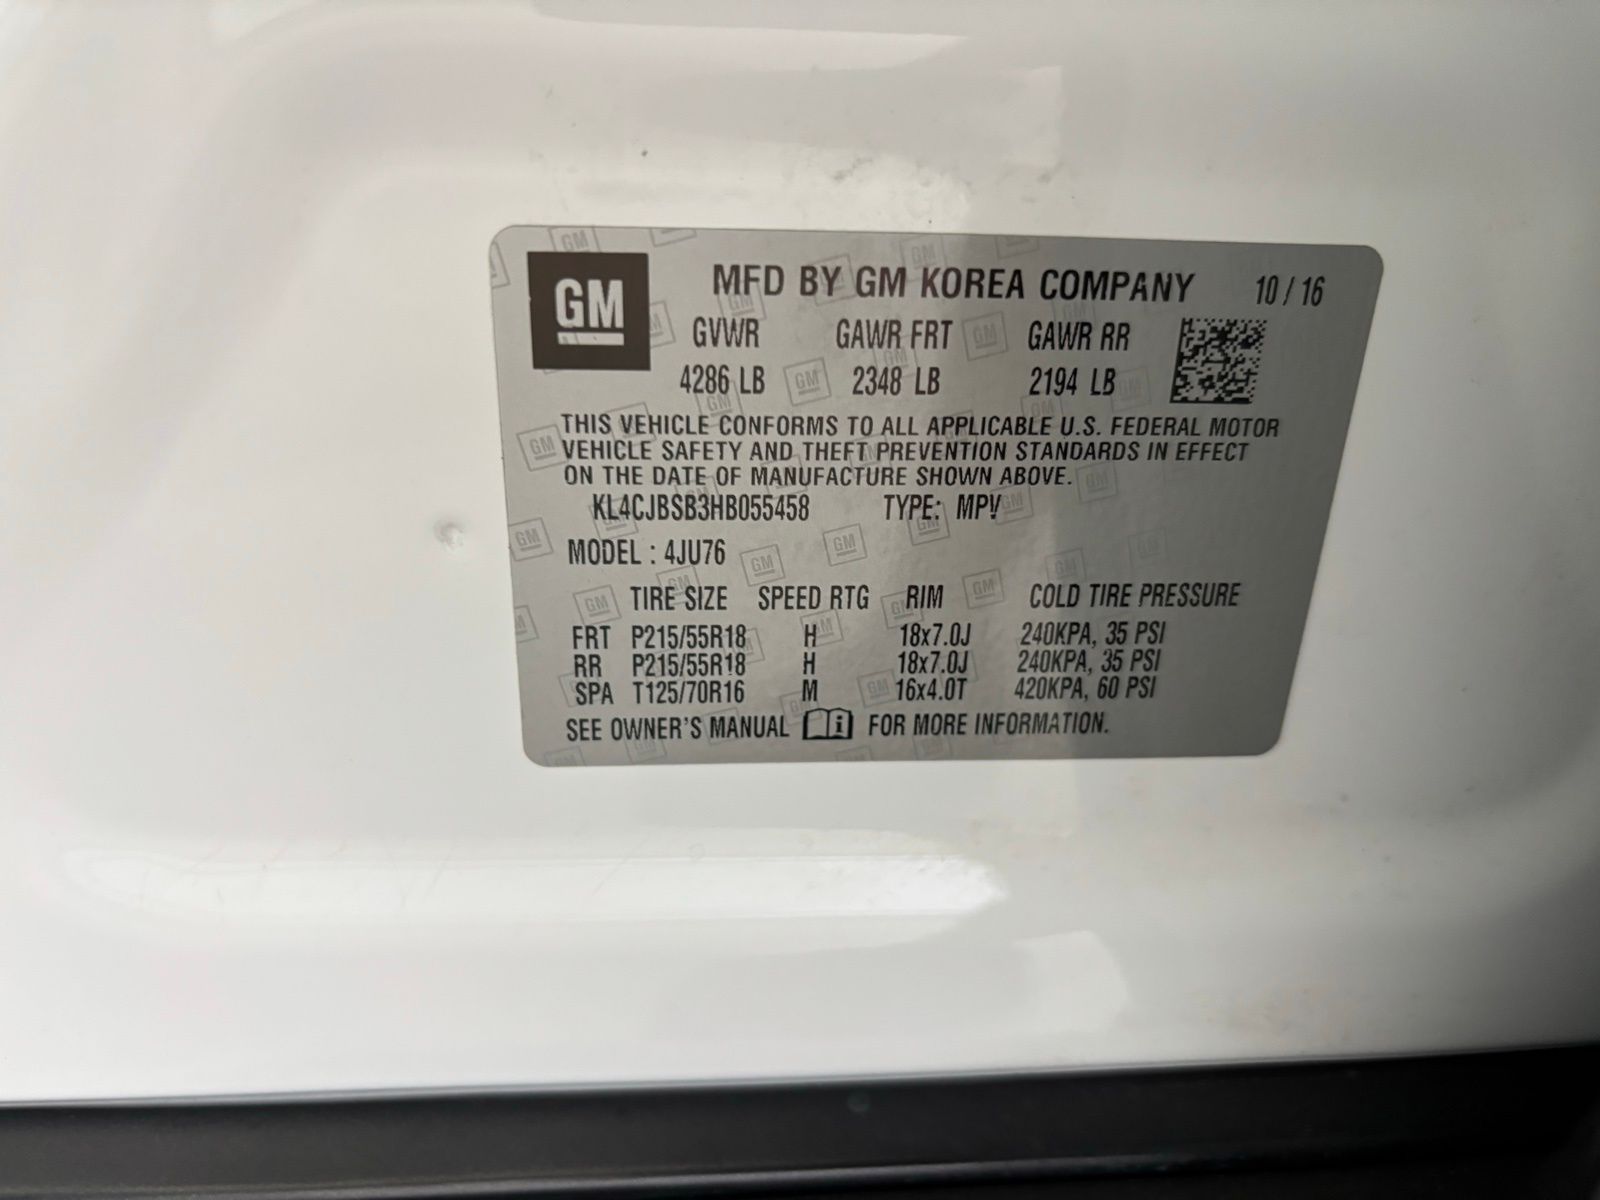 GM
MFD BY GM KOREA COMPANY 10 / 16
GVWR GAWR FRT GAWR RR
4286 LB 2348 LB 2194 LB
THIS VEHICLE CONFORMS TO ALL APPLICABLE U.S. FEDERAL MOTOR
VEHICLE SAFETY AND THEFT PREVENTION STANDARDS IN EFFECT
ON THE DATE OF MANUFACTURE SHOWN ABOVE.
KL4CJBSB3HB055458 TYPE: MPV
MODEL : 4JU76
TIRE SIZE SPEED RTG RIM COLD TIRE PRESSURE
FRT P215/55R18 H 18x7.0J 240KPA, 35 PSI
RR P215/55R18 H 18x7.0J 240KPA, 35 PSI
SPA T125/70R16 M 16x4.0T 420KPA, 60 PSI
SEE OWNER'S MANUAL i FOR MORE INFORMATION.